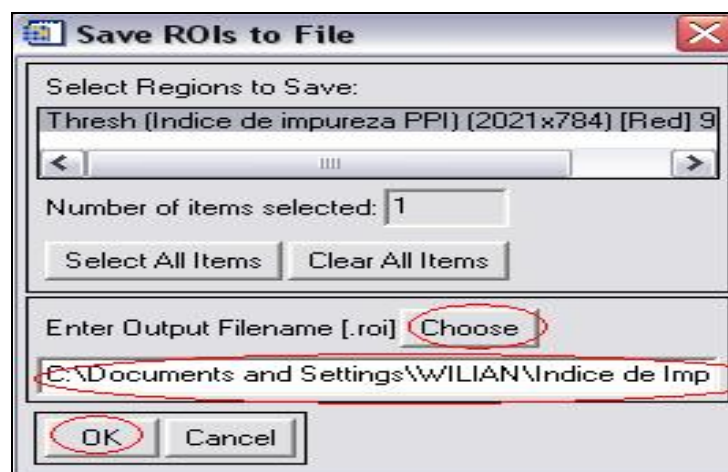 Save ROIs to File
Select Regions to Save:
Thresh (Indice de impureza PPI) (2021x784) [Red] 9
Number of items selected: 1
Select All Items Clear All Items
Enter Output Filename [.roi] Choose
C:\Documents and Settings\WILIAN\Indice de Imp
OK Cancel